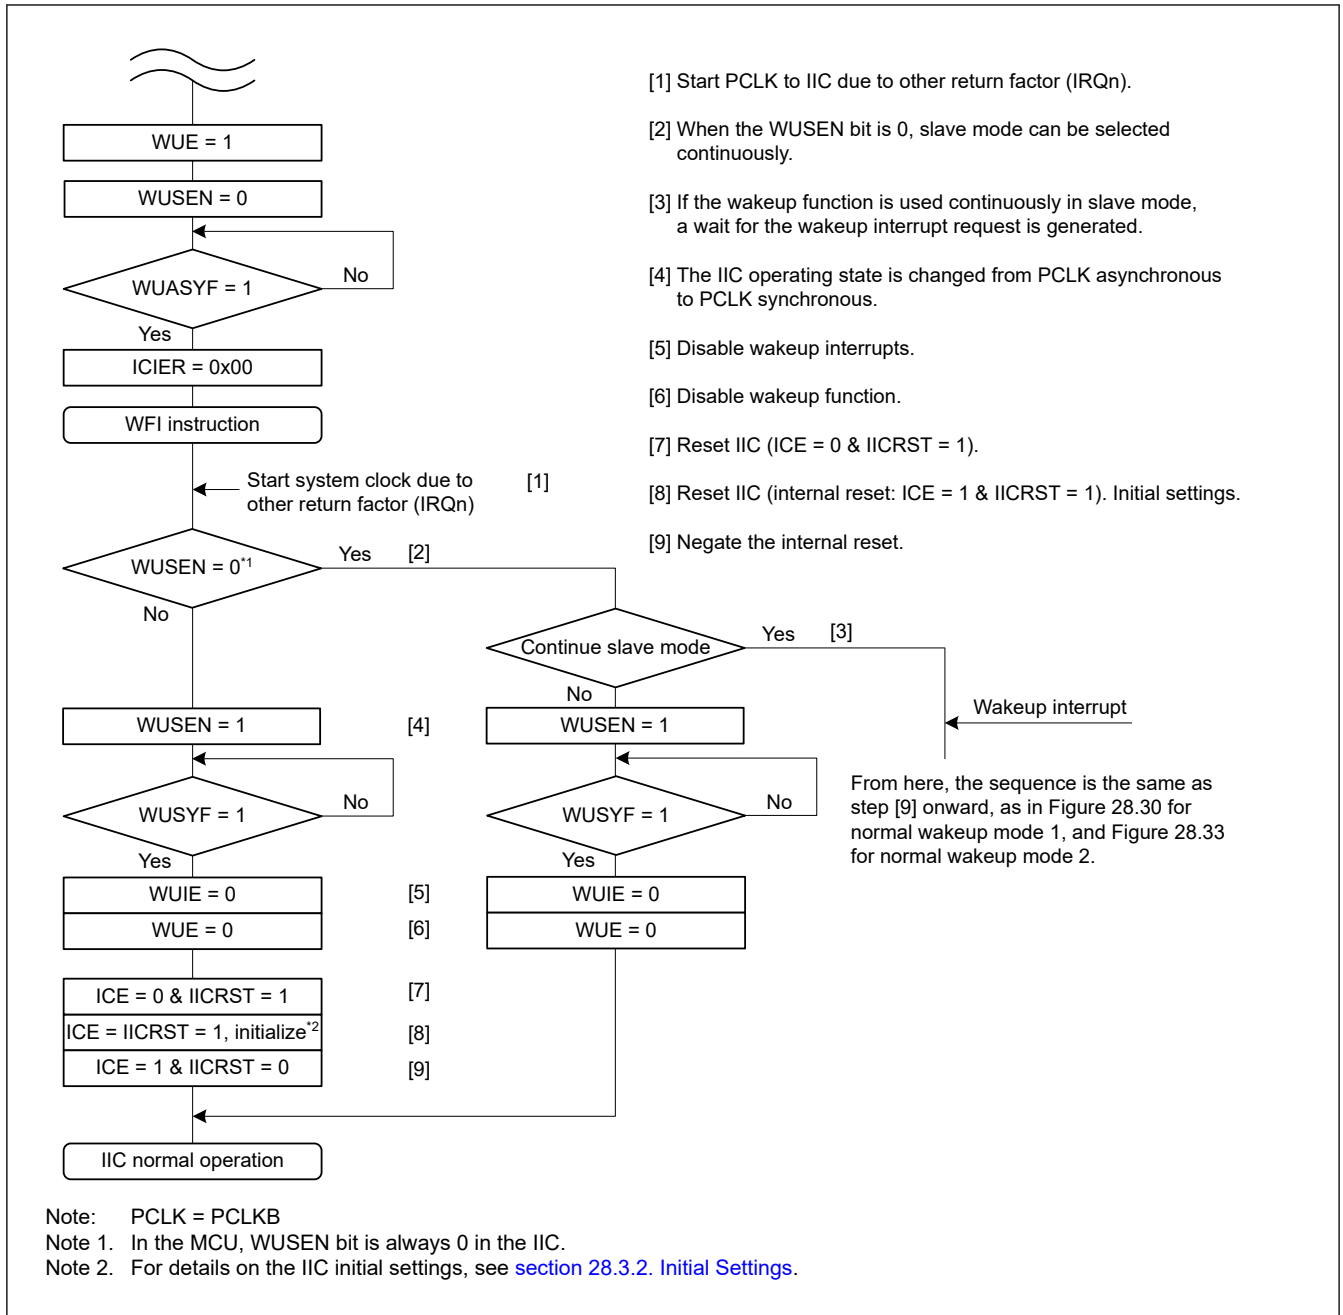 WUE = 1
WUSEN = 0
WUASYF = 1
No
Yes
ICIER = 0x00
WFI instruction
Start system clock due to
other return factor (IRQn)
[1]
WUSEN = 0*1
Yes
[2]
No
Continue slave mode
Yes
[3]
No
Wakeup interrupt
WUSEN = 1
[4]
WUSEN = 1
WUSYF = 1
No
WUSYF = 1
No
From here, the sequence is the same as
step [9] onward, as in Figure 28.30 for
normal wakeup mode 1, and Figure 28.33
for normal wakeup mode 2.
Yes
Yes
WUIE = 0
[5]
WUIE = 0
WUE = 0
[6]
WUE = 0
ICE = 0 & IICRST = 1
[7]
ICE = IICRST = 1, initialize*2
[8]
ICE = 1 & IICRST = 0
[9]
IIC normal operation
[1] Start PCLK to IIC due to other return factor (IRQn).
[2] When the WUSEN bit is 0, slave mode can be selected
continuously.
[3] If the wakeup function is used continuously in slave mode,
a wait for the wakeup interrupt request is generated.
[4] The IIC operating state is changed from PCLK asynchronous
to PCLK synchronous.
[5] Disable wakeup interrupts.
[6] Disable wakeup function.
[7] Reset IIC (ICE = 0 & IICRST = 1).
[8] Reset IIC (internal reset: ICE = 1 & IICRST = 1). Initial settings.
[9] Negate the internal reset.
Note: PCLK = PCLKB
Note 1. In the MCU, WUSEN bit is always 0 in the IIC.
Note 2. For details on the IIC initial settings, see section 28.3.2. Initial Settings.